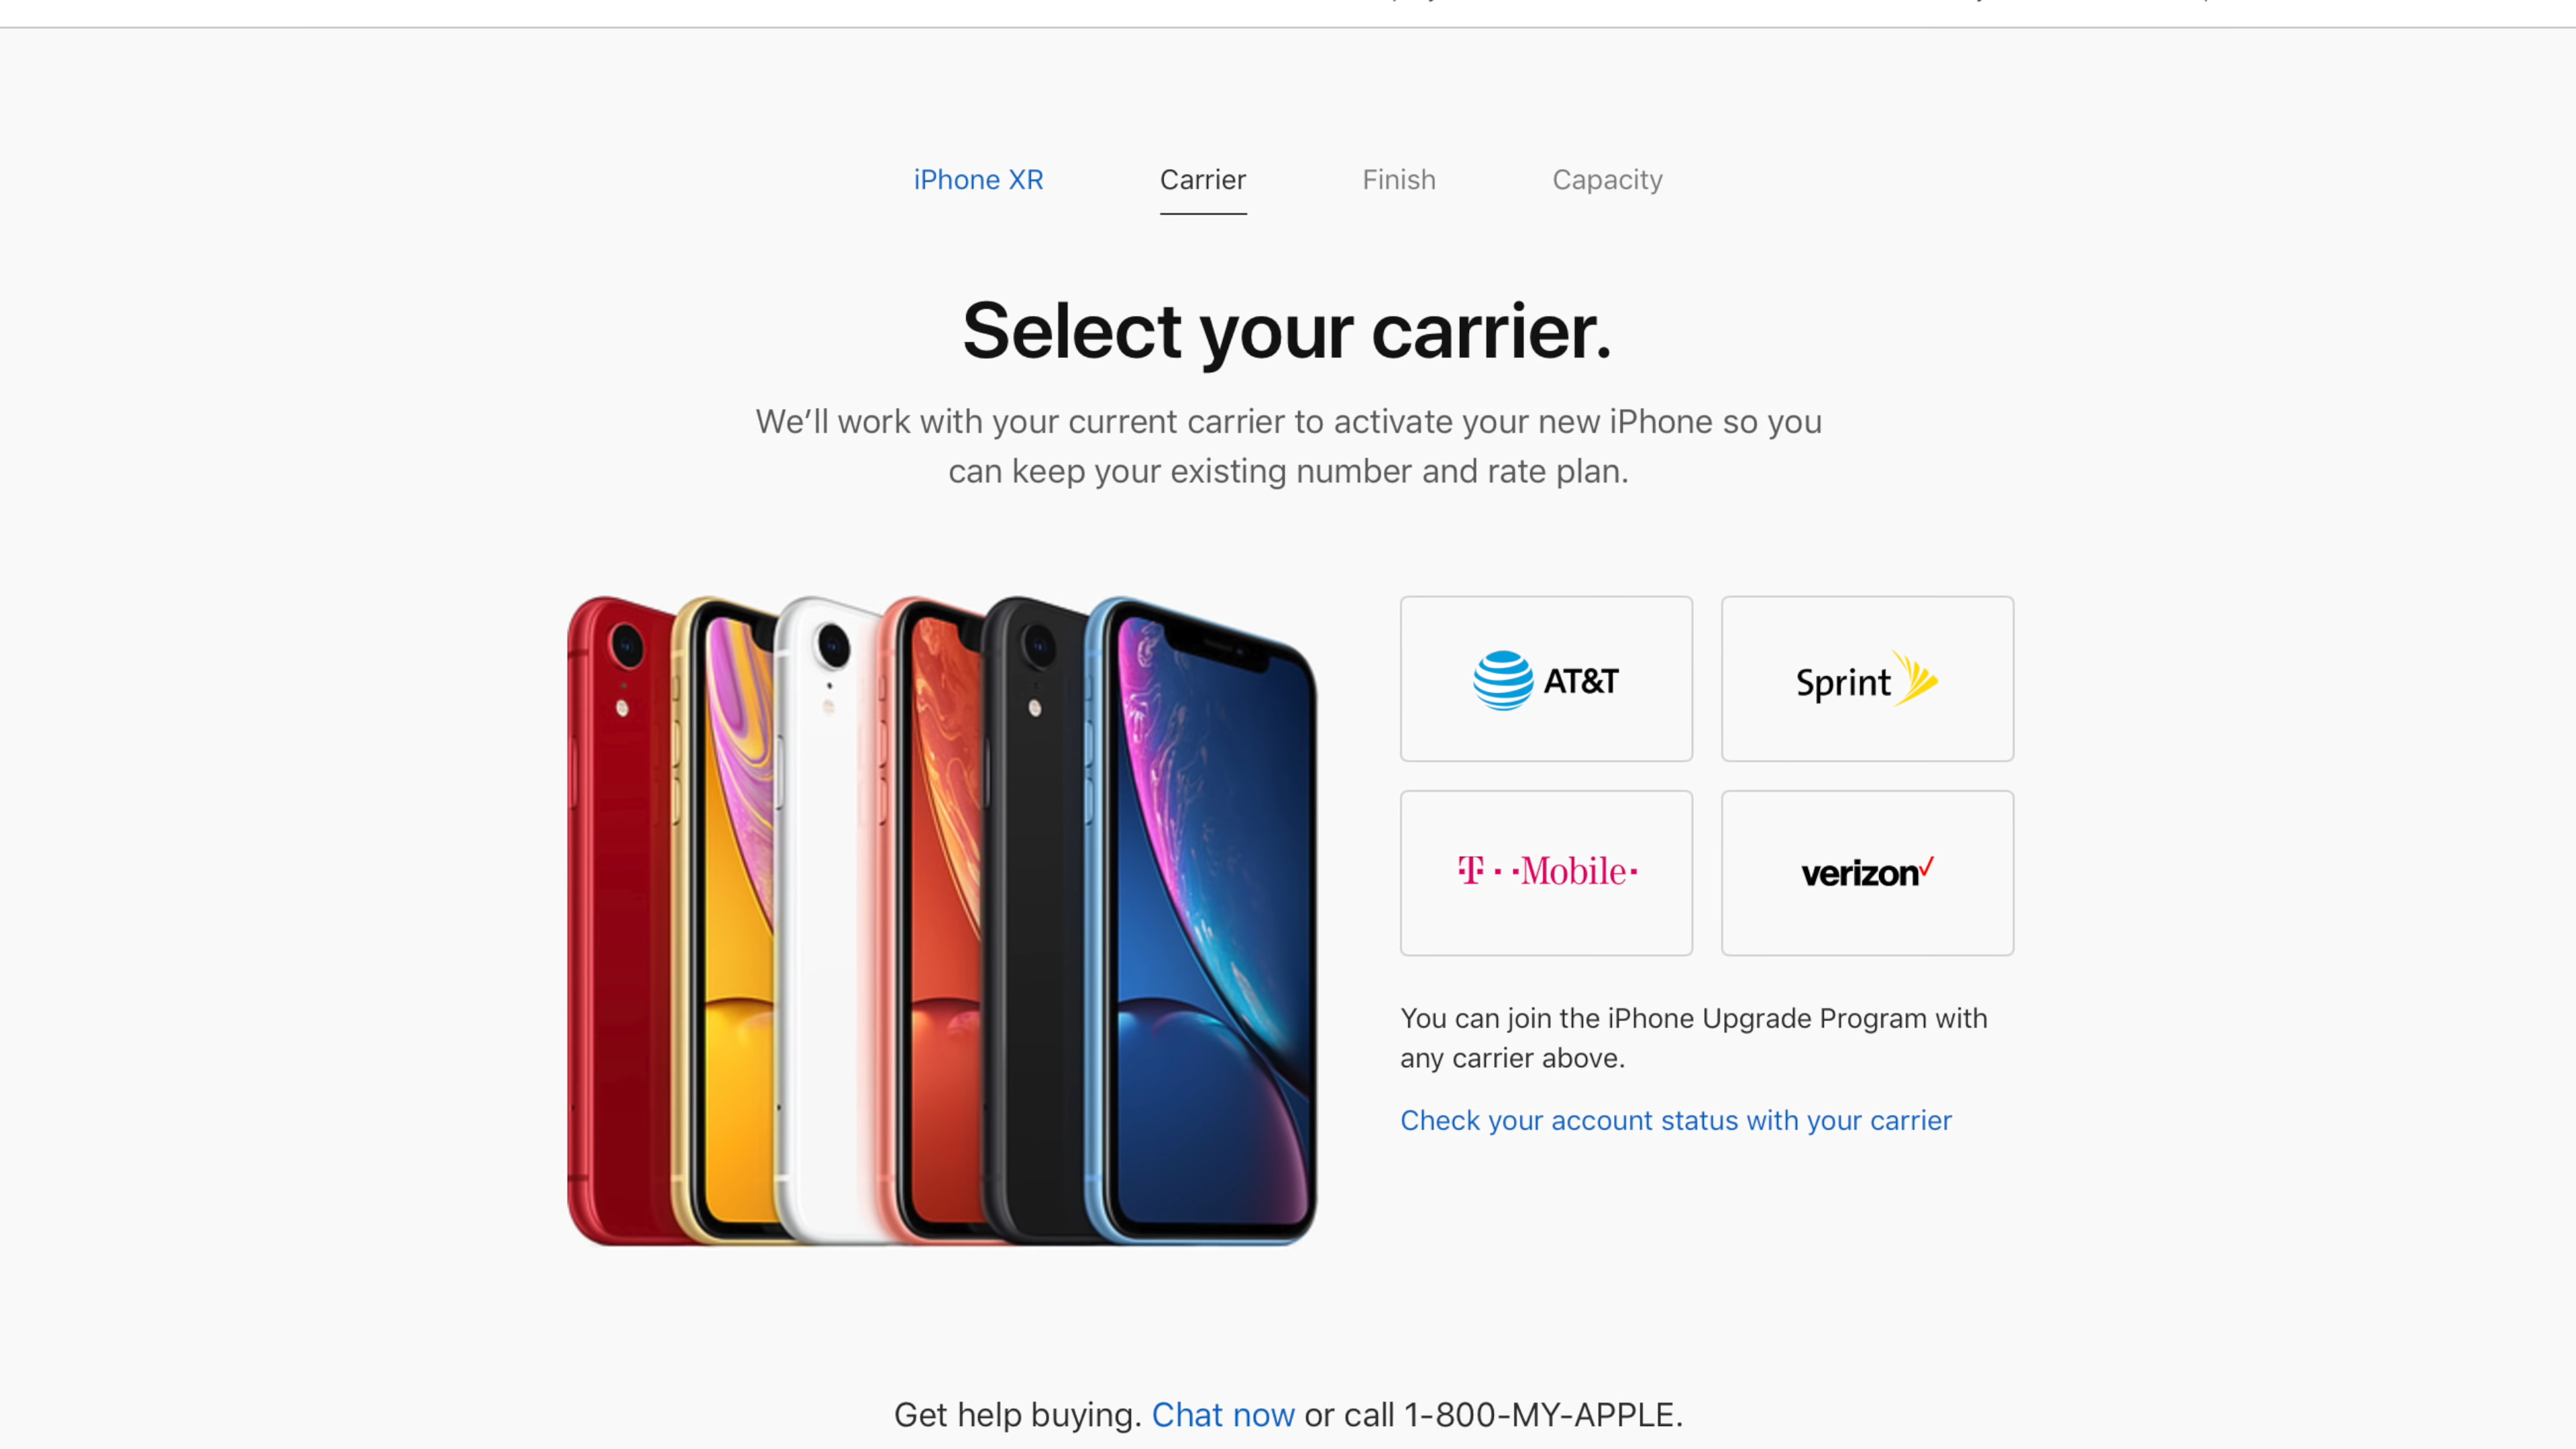 iPhone XR
Carrier
Finish
Capacity
Select your carrier.
We’ll work with your current carrier to activate your new iPhone so you
can keep your existing number and rate plan.
AT&T
Sprint
T··Mobile·
verizon
You can join the iPhone Upgrade Program with
any carrier above.
Check your account status with your carrier
Get help buying. Chat now or call 1-800-MY-APPLE.